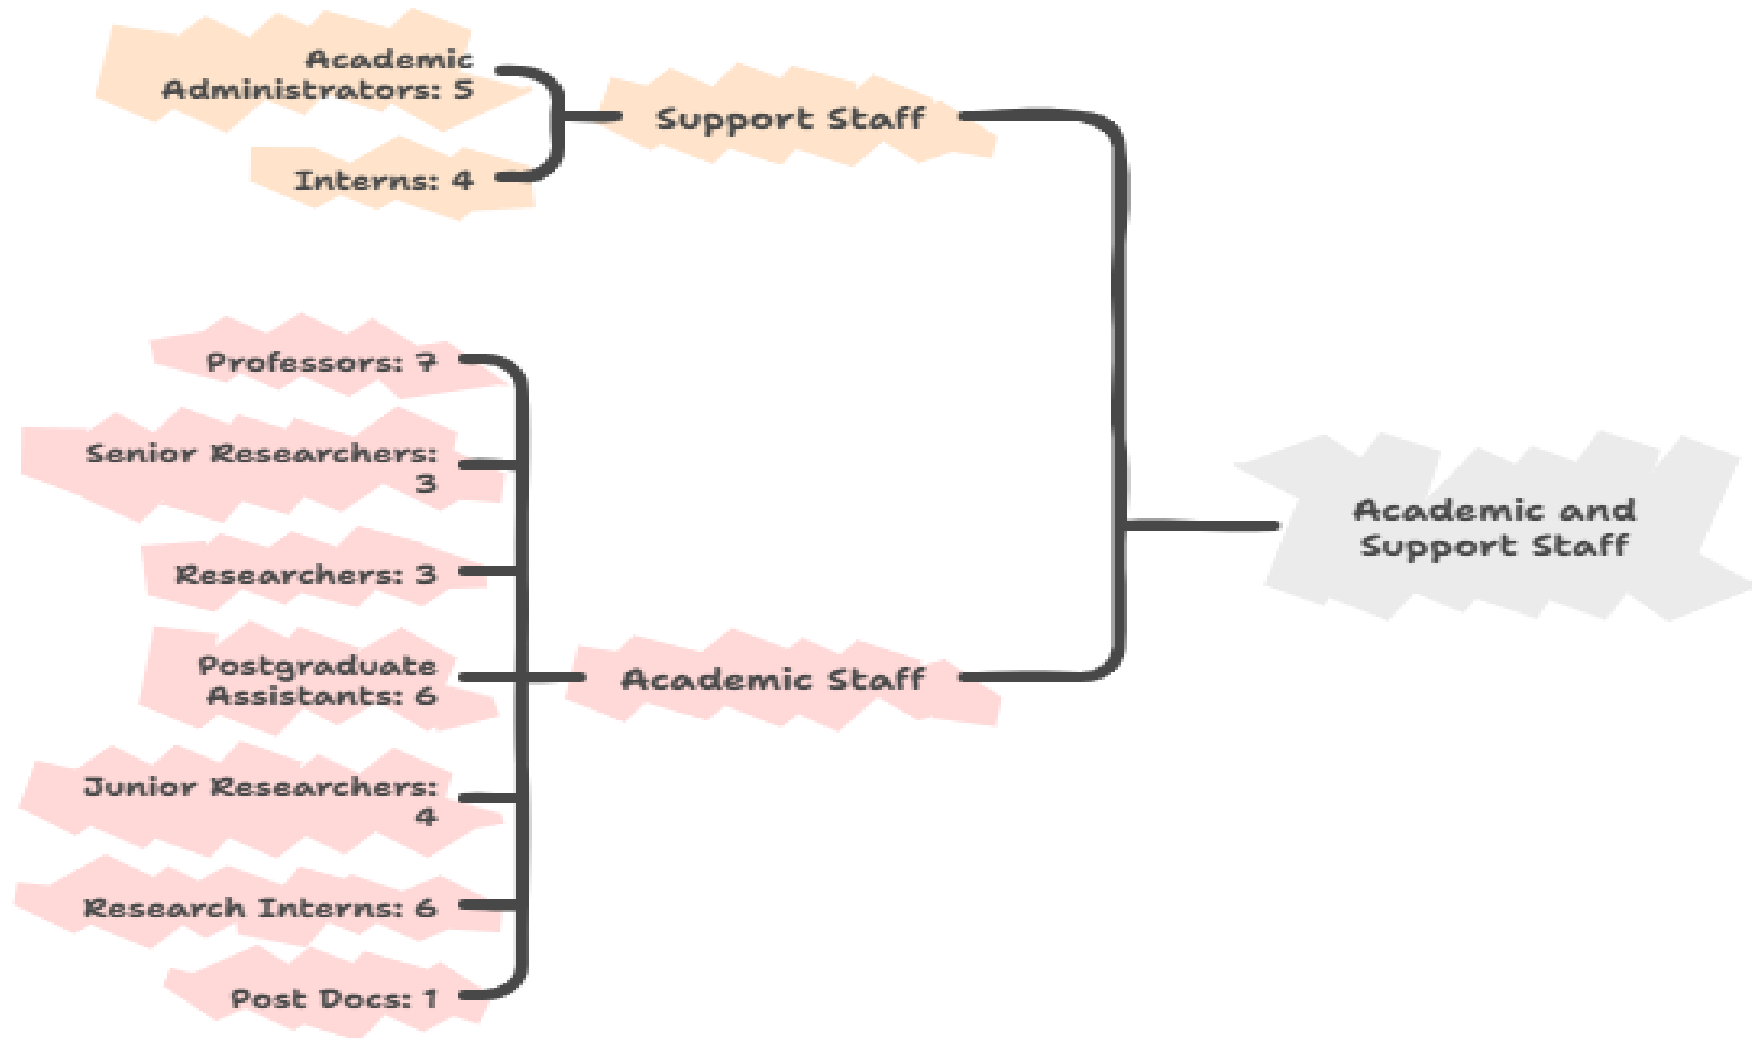 Academic
Administrators: 5
Support Staff
Interns: 4
Professors: 7
Senior Researchers:
3
Researchers: 3
Postgraduate
Assistants: 6
Academic Staff
Junior Researchers:
4
Research Interns: 6
Post Docs: 1
Academic and
Support Staff